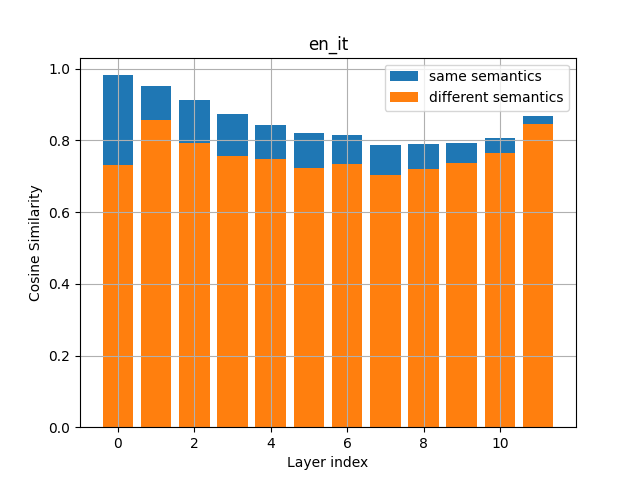 en_it
same semantics
different semantics
1.0
0.8
0.6
0.4
0.2
0.0
Cosine Similarity
0 2 4 6 8 10
Layer index